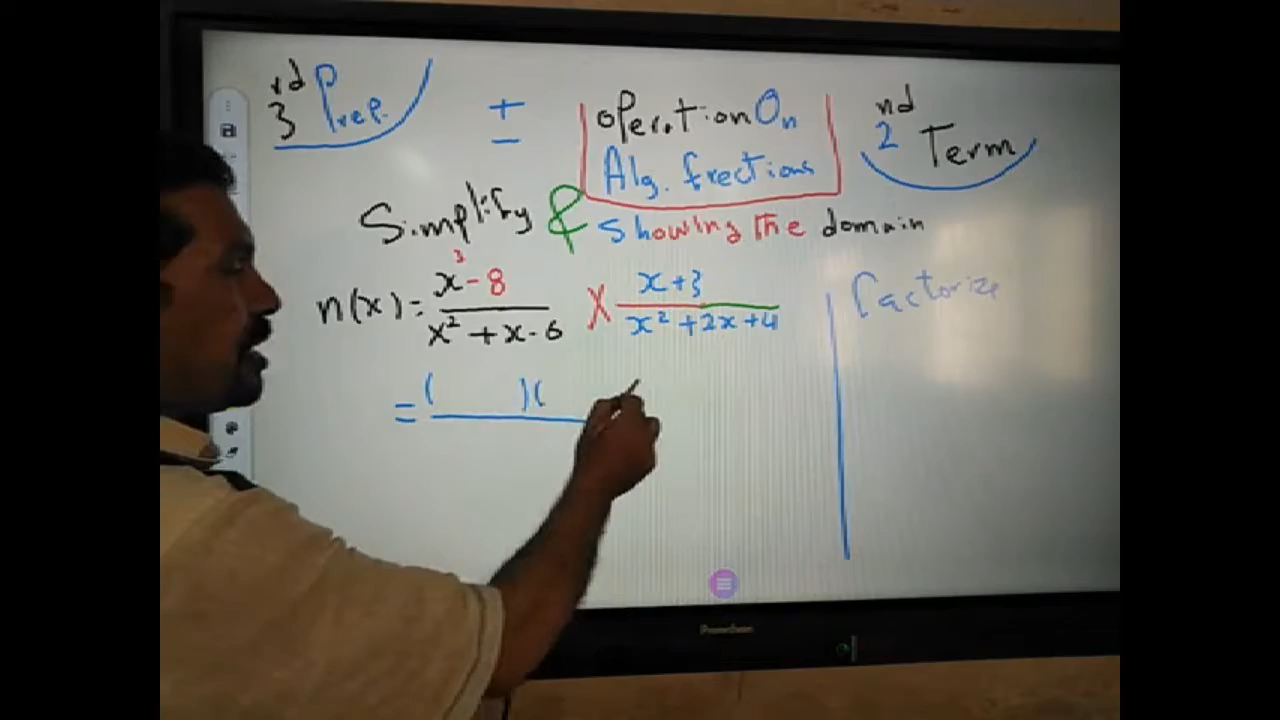 3rd Prep.
+
-
operation On
Alg. frections
2nd Term
Simplify & showing The domain
n(x) = x³ - 8 / x² + x - 6 X x + 3 / x² + 2x + 4
Factorize
= ( )(